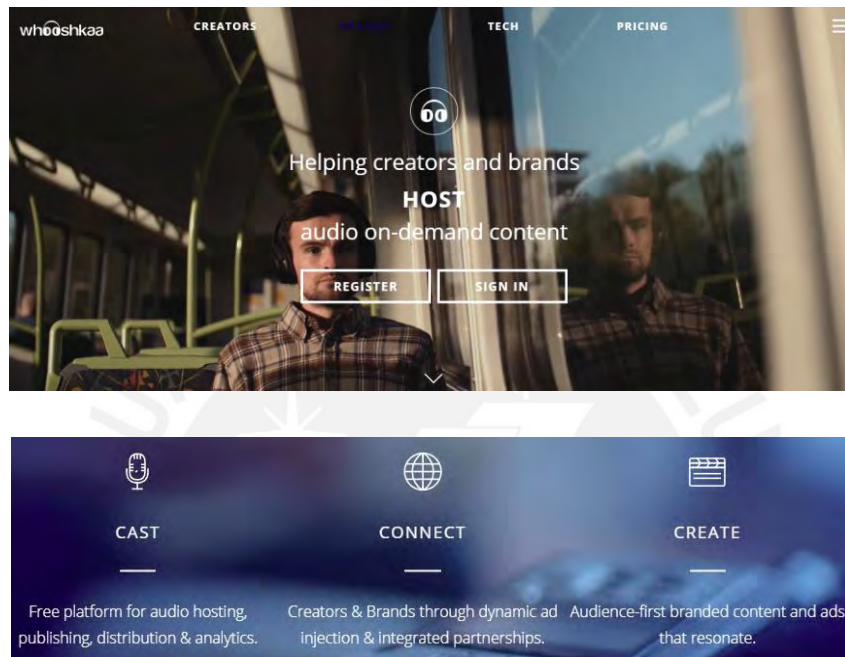 whooshkaa
CREATORS
TECH
PRICING
Helping creators and brands
HOST
audio on-demand content
REGISTER
SIGN IN
CAST
CONNECT
CREATE
Free platform for audio hosting,
publishing, distribution & analytics.
Creators & Brands through dynamic ad
injection & integrated partnerships.
Audience-first branded content and ads
that resonate.